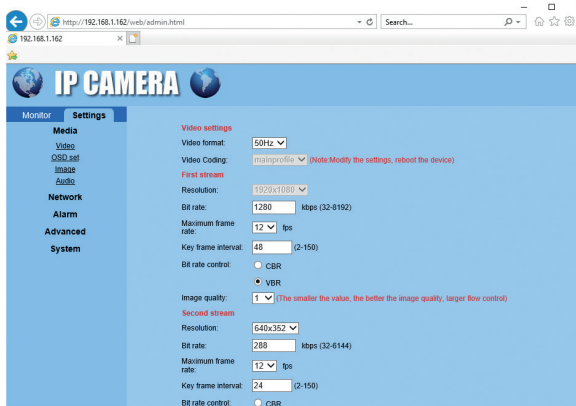 http://192.168.1.162/web/admin.html
Search...
192.168.1.162
IP CAMERA
Monitor Settings
Media
Video
OSD set
Image
Audio
Network
Alarm
Advanced
System
Video settings
Video format: 50Hz
Video Coding: mainprofile (Note:Modify the settings, reboot the device)
First stream
Resolution: 1920x1080
Bit rate: 1280 kbps (32-8192)
Maximum frame
rate: 12 fps
Key frame interval: 48 (2-150)
Bit rate control: CBR
VBR
Image quality: 1 (The smaller the value, the better the image quality, larger flow control)
Second stream
Resolution: 640x352
Bit rate: 288 kbps (32-6144)
Maximum frame
rate: 12 fps
Key frame interval: 24 (2-150)
Bit rate control: CBR